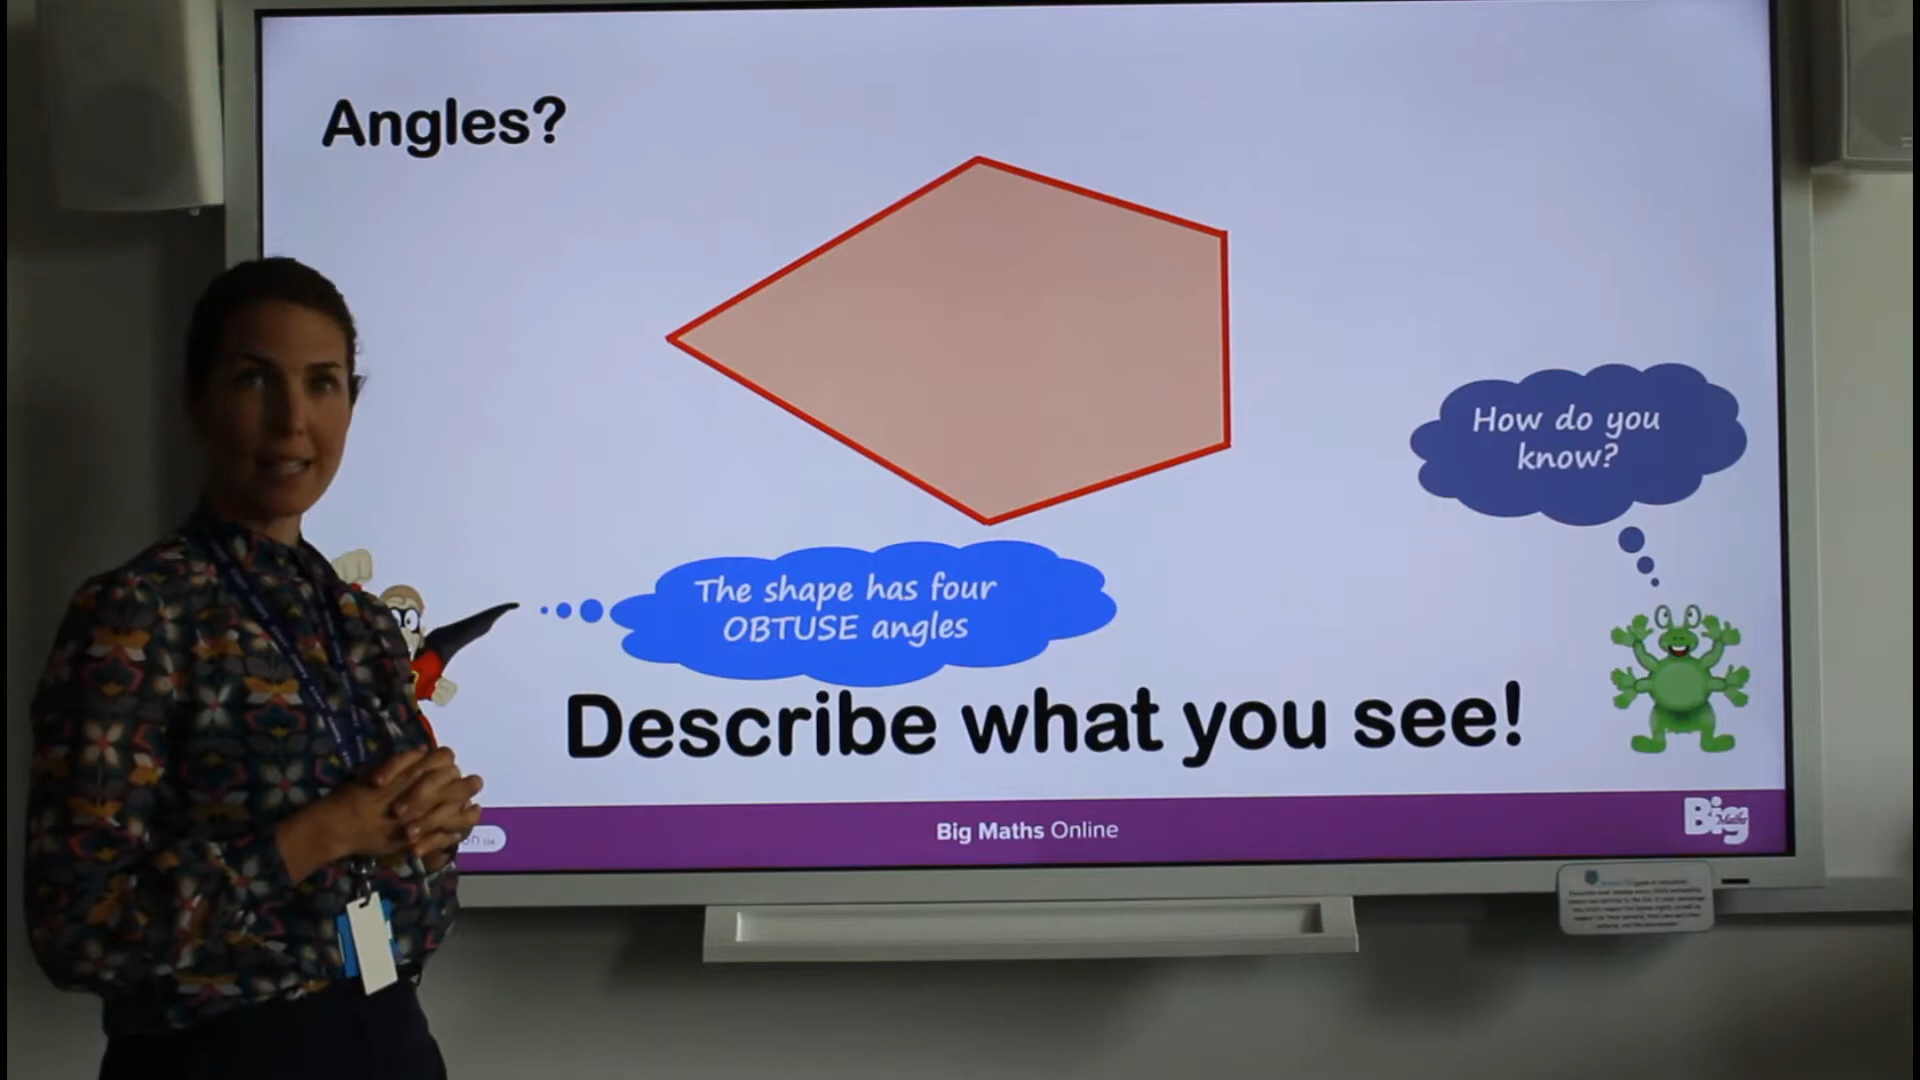 Angles?
How do you
know?
The shape has four
OBTUSE angles
Describe what you see!
Big Maths Online
Big
Maths